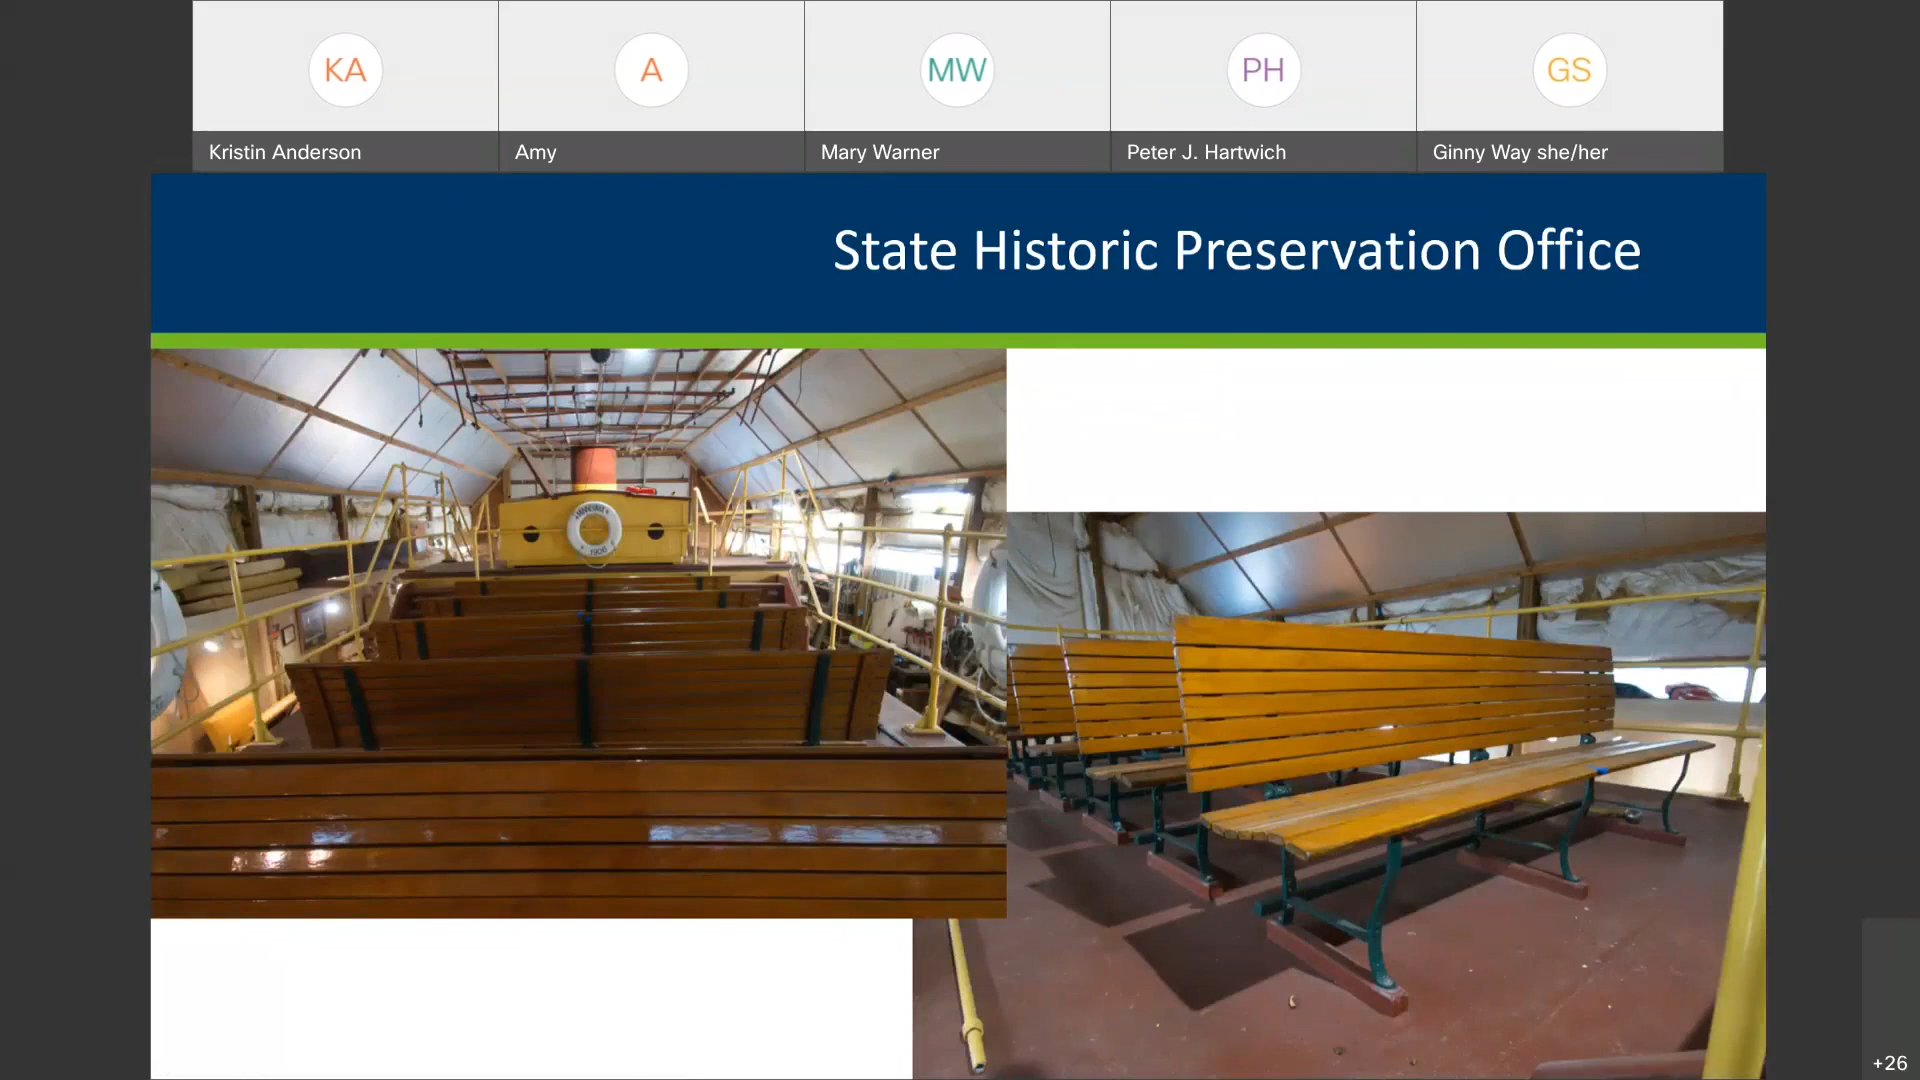 KA
A
MW
PH
GS
Kristin Anderson
Amy
Mary Warner
Peter J. Hartwich
Ginny Way she/her
State Historic Preservation Office
1906
+26